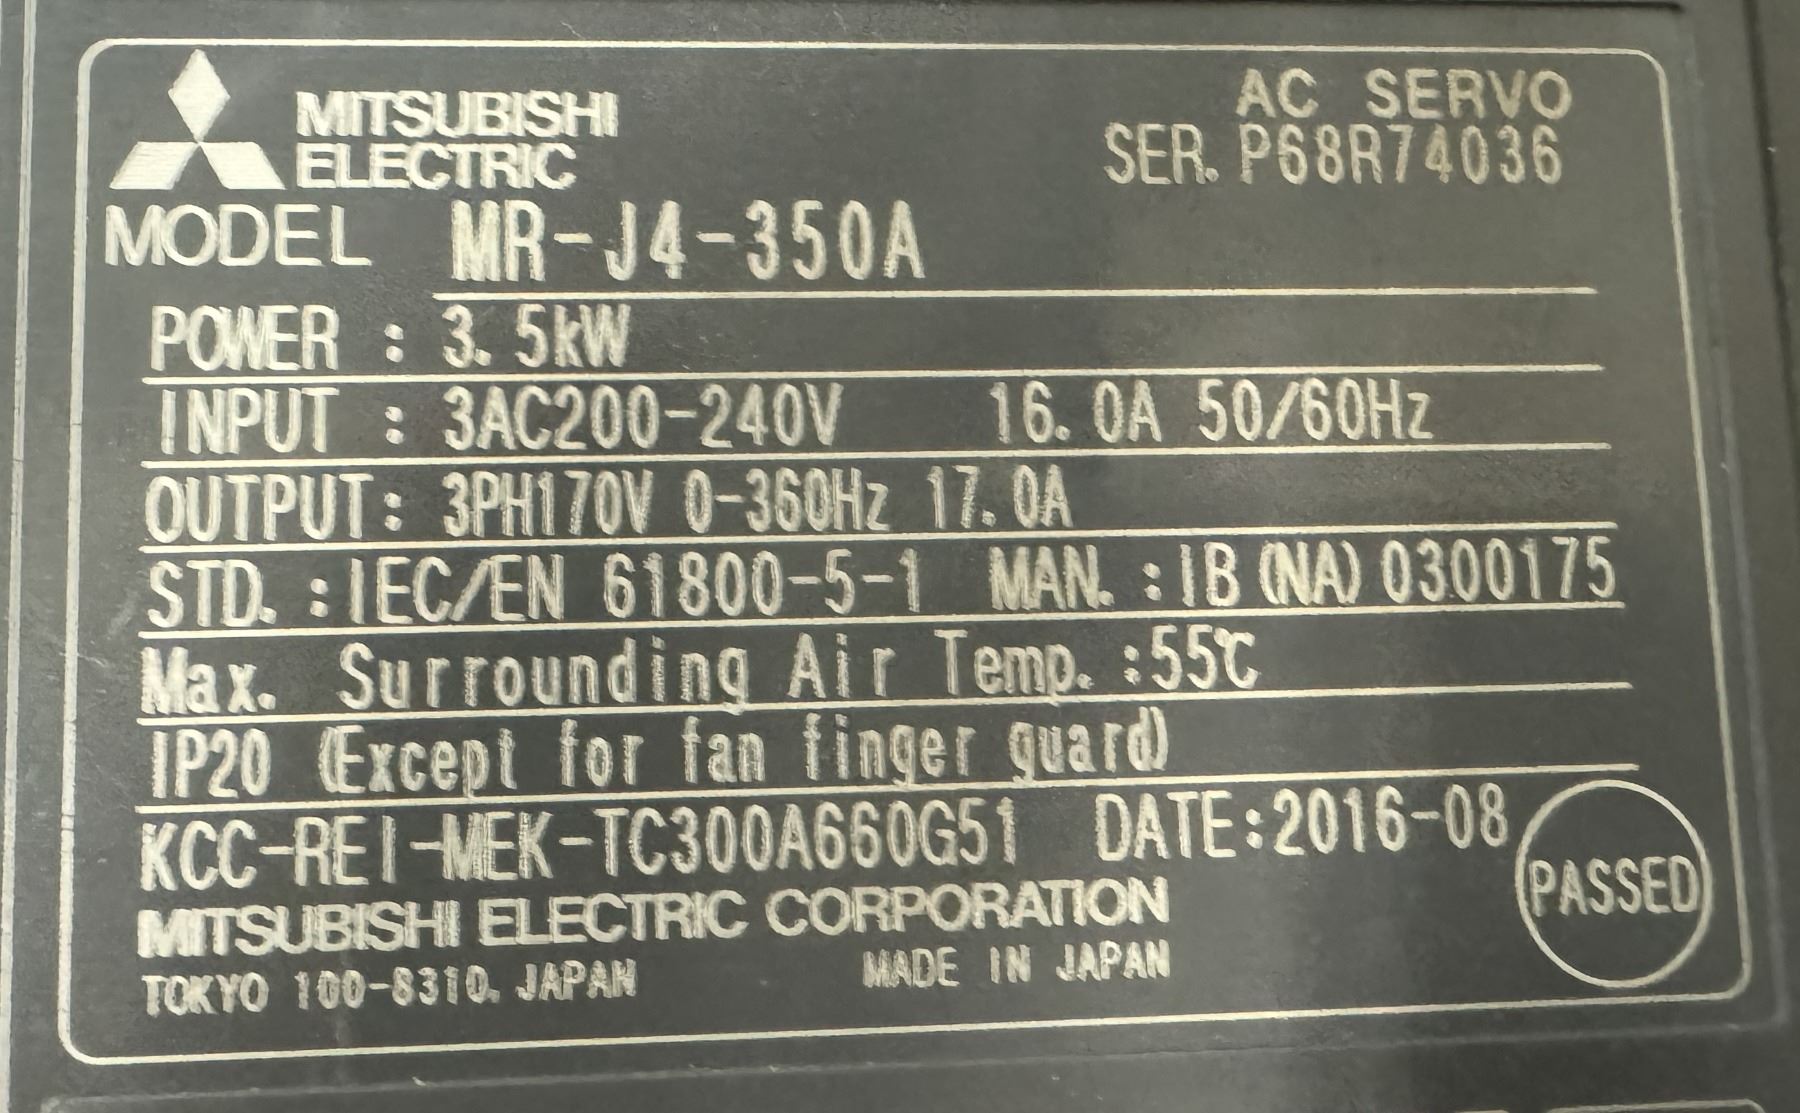 MITSUBISHI
ELECTRIC
AC SERVO
SER. P68R74036
MODEL MR-J4-350A
POWER : 3.5kW
INPUT : 3AC200-240V 16.0A 50/60Hz
OUTPUT: 3PH170V 0-360Hz 17.0A
STD. :IEC/EN 61800-5-1 MAN. :IB(NA)0300175
Max. Surrounding Air Temp. :55℃
IP20 (Except for fan finger guard)
KCC-REI-MEK-TC300A660G51 DATE:2016-08
PASSED
MITSUBISHI ELECTRIC CORPORATION
TOKYO 100-8310, JAPAN MADE IN JAPAN